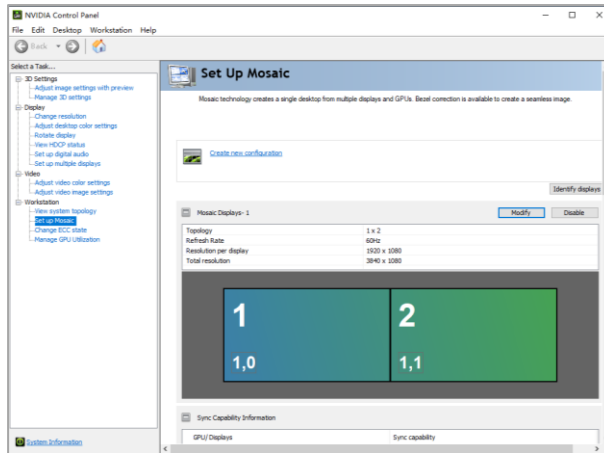 NVIDIA Control Panel
File Edit Desktop Workstation Help
Back
Select a Task...
3D Settings
Adjust image settings with preview
Manage 3D settings
Display
Change resolution
Adjust desktop color settings
Rotate display
View HDCP status
Set up digital audio
Set up multiple displays
Video
Adjust video color settings
Adjust video image settings
Workstation
View system topology
Set up Mosaic
Change ECC state
Manage GPU Utilization
System Information
Set Up Mosaic
Mosaic technology creates a single desktop from multiple displays and GPUs. Bezel correction is available to create a seamless image.
Create new configuration
Identify displays
Mosaic Displays- 1 Modify Disable
Topology 1 x 2
Refresh Rate 60Hz
Resolution per display 1920 x 1080
Total resolution 3840 x 1080
1 2
1,0 1,1
Sync Capability Information
GPU/ Displays Sync capability